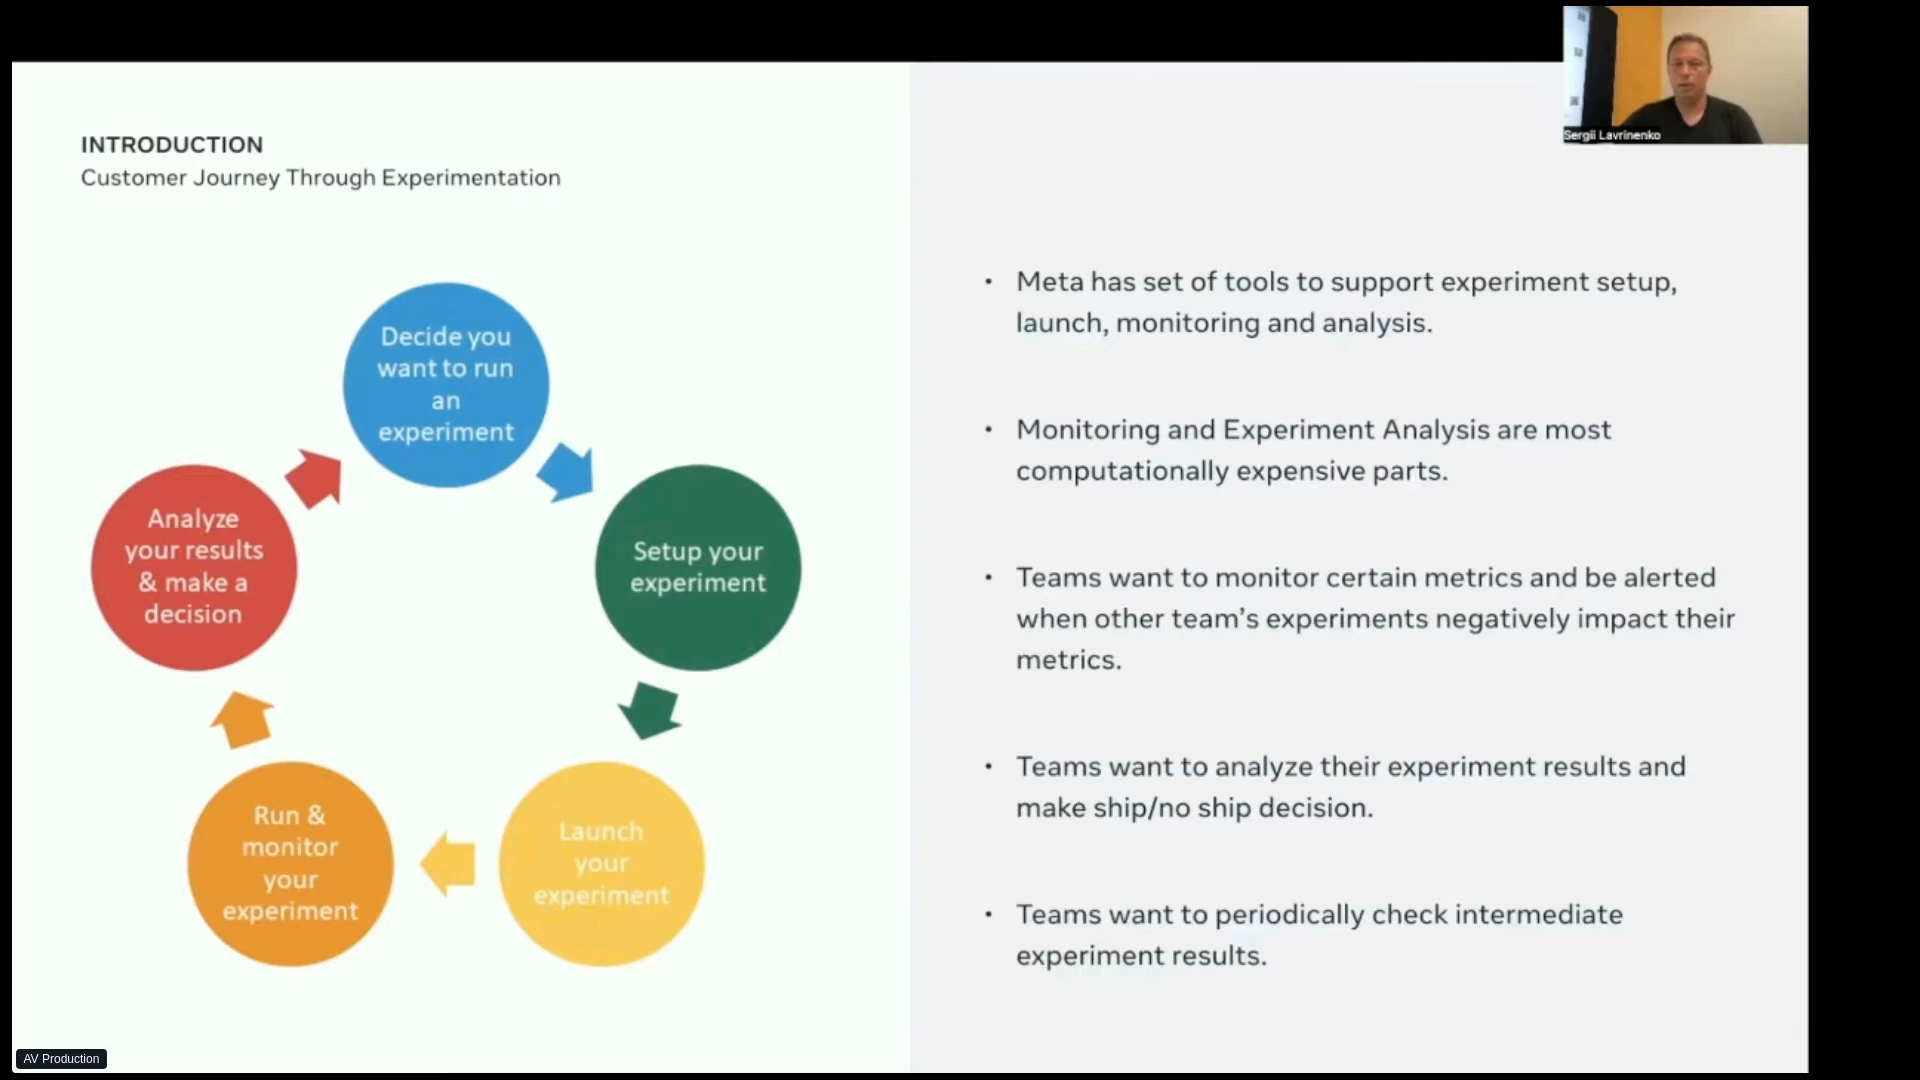 Sergii Lavrinenko
INTRODUCTION
Customer Journey Through Experimentation
Decide you
want to run
an
experiment
Setup your
experiment
Launch
your
experiment
Run &
monitor
your
experiment
Analyze
your results
& make a
decision
• Meta has set of tools to support experiment setup,
launch, monitoring and analysis.
• Monitoring and Experiment Analysis are most
computationally expensive parts.
• Teams want to monitor certain metrics and be alerted
when other team’s experiments negatively impact their
metrics.
• Teams want to analyze their experiment results and
make ship/no ship decision.
• Teams want to periodically check intermediate
experiment results.
AV Production